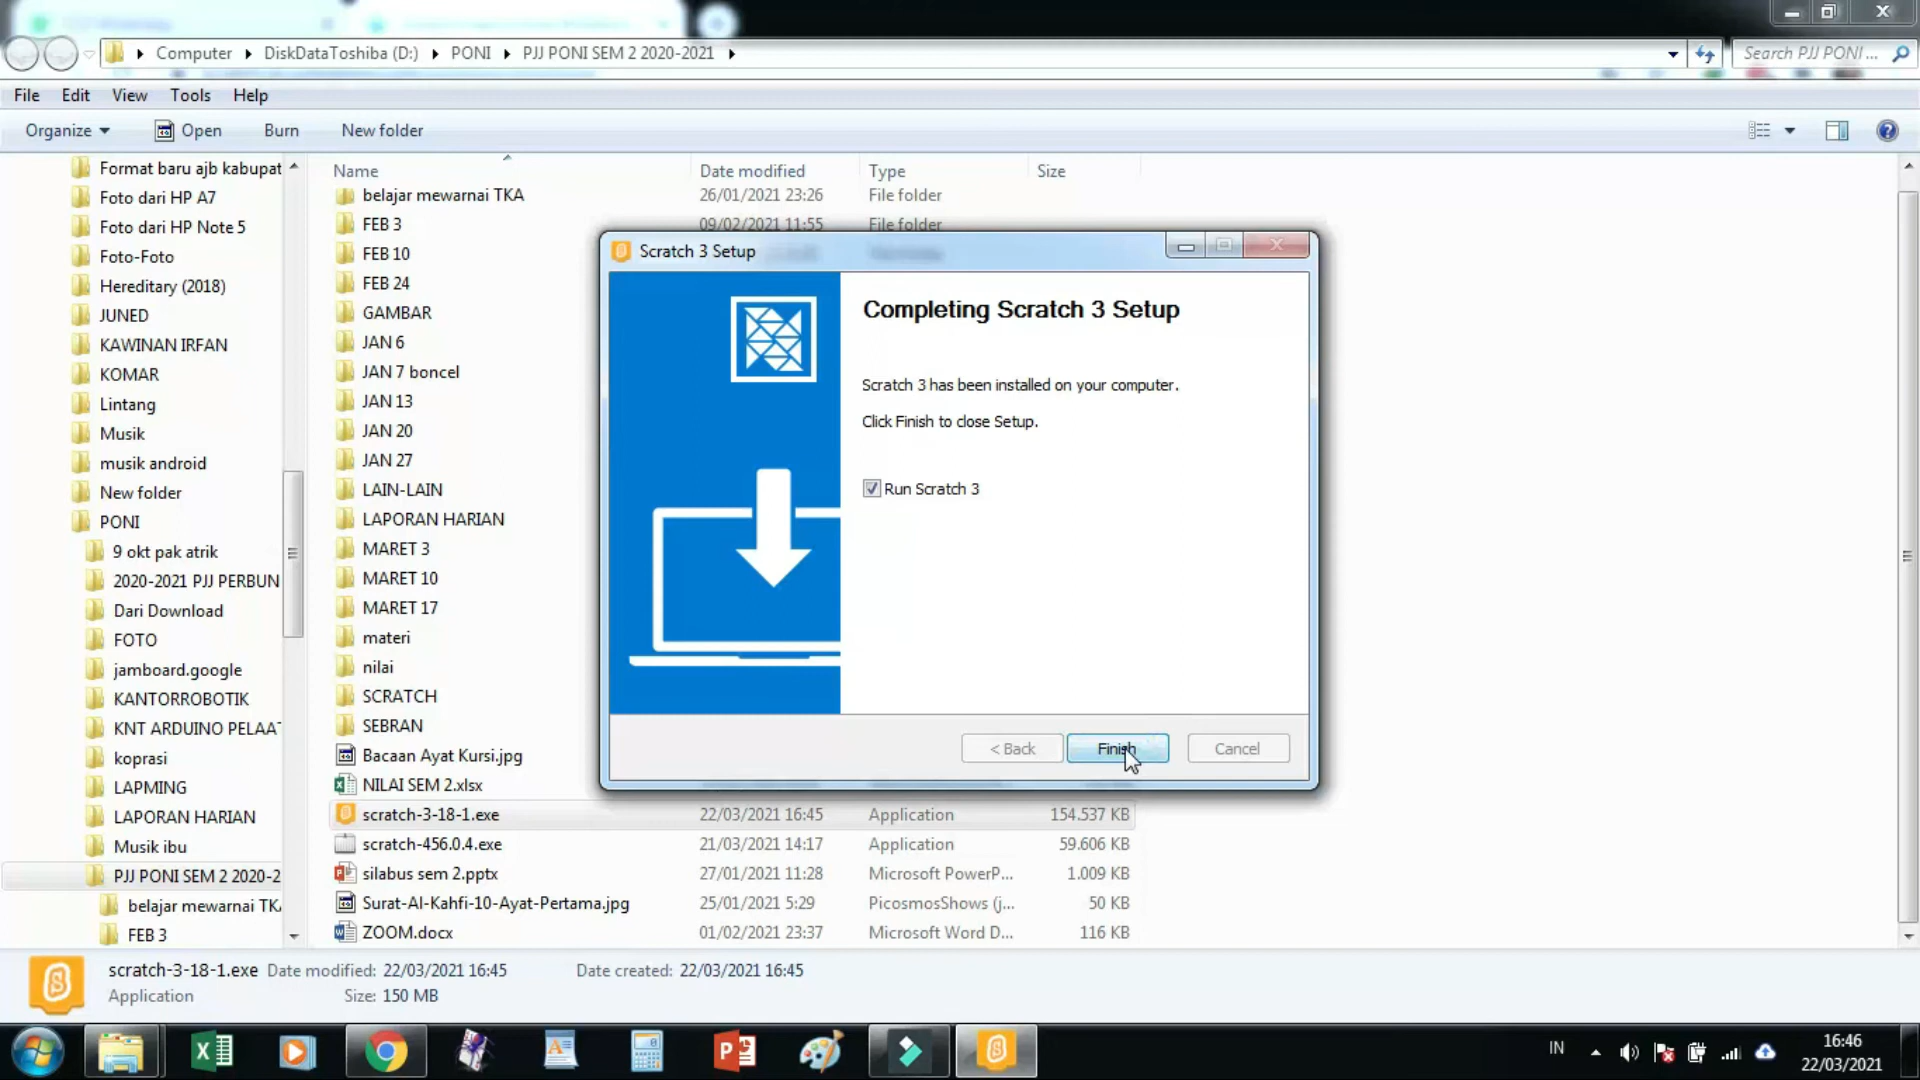 Computer DiskDataToshiba (D:) PONI PJJ PONI SEM 2 2020-2021
Search PJJ PONI ...
File Edit View Tools Help
Organize Open Burn New folder
Format baru ajb kabupat
Foto dari HP A7
Foto dari HP Note 5
Foto-Foto
Hereditary (2018)
JUNED
KAWINAN IRFAN
KOMAR
Lintang
Musik
musik android
New folder
PONI
9 okt pak atrik
2020-2021 PJJ PERBUN
Dari Download
FOTO
jamboard.google
KANTORROBOTIK
KNT ARDUINO PELAA
koprasi
LAPMING
LAPORAN HARIAN
Musik ibu
PJJ PONI SEM 2 2020-2
belajar mewarnai TK
FEB 3
Name Date modified Type Size
belajar mewarnai TKA 26/01/2021 23:26 File folder
FEB 3 09/02/2021 11:55 File folder
FEB 10
FEB 24
GAMBAR
JAN 6
JAN 7 boncel
JAN 13
JAN 20
JAN 27
LAIN-LAIN
LAPORAN HARIAN
MARET 3
MARET 10
MARET 17
materi
nilai
SCRATCH
SEBRAN
Bacaan Ayat Kursi.jpg
NILAI SEM 2.xlsx
scratch-3-18-1.exe 22/03/2021 16:45 Application 154.537 KB
scratch-456.0.4.exe 21/03/2021 14:17 Application 59.606 KB
silabus sem 2.pptx 27/01/2021 11:28 Microsoft PowerP... 1.009 KB
Surat-Al-Kahfi-10-Ayat-Pertama.jpg 25/01/2021 5:29 PicosmosShows (j... 50 KB
ZOOM.docx 01/02/2021 23:37 Microsoft Word D... 116 KB
Scratch 3 Setup
Completing Scratch 3 Setup
Scratch 3 has been installed on your computer.
Click Finish to close Setup.
Run Scratch 3
< Back Finish Cancel
scratch-3-18-1.exe Date modified: 22/03/2021 16:45 Date created: 22/03/2021 16:45
Application Size: 150 MB
IN
16:46
22/03/2021